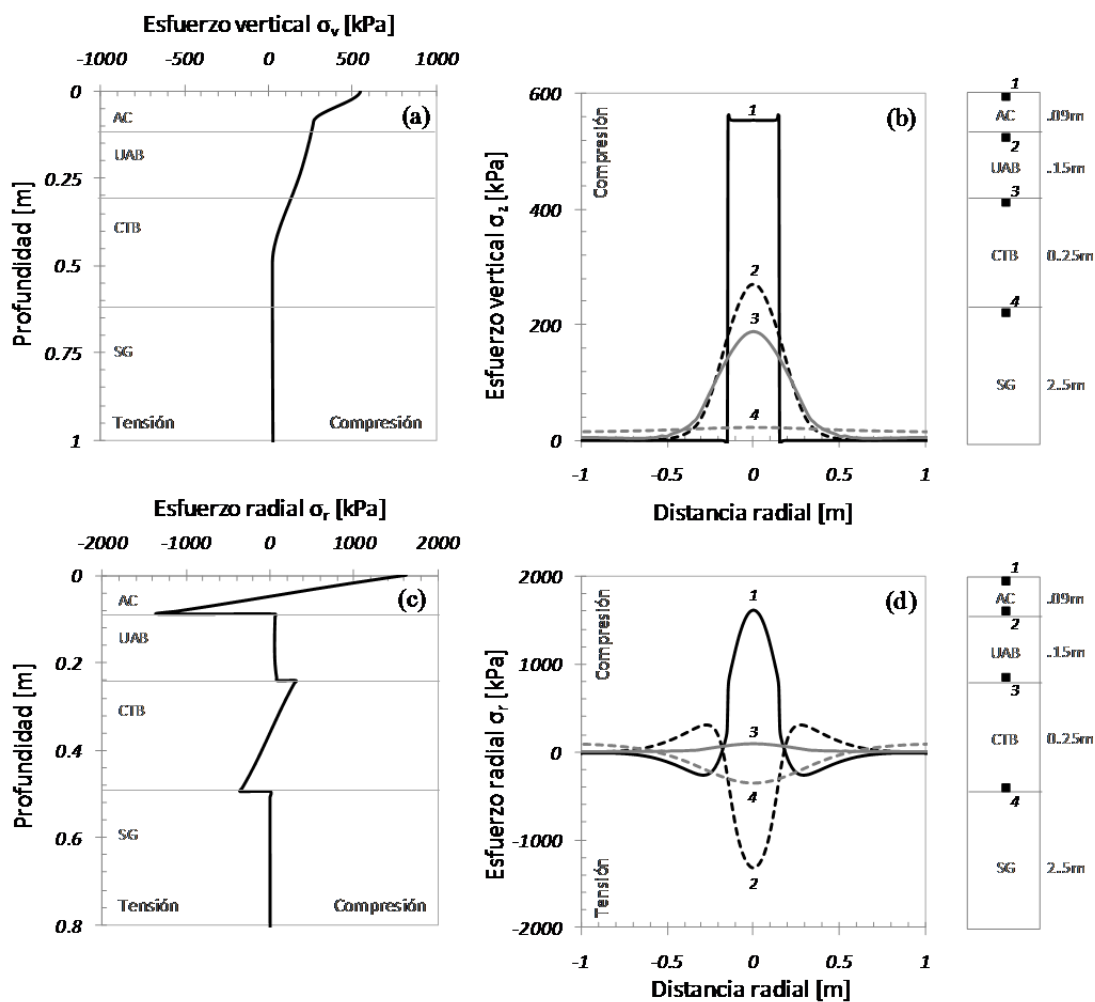 Esfuerzo vertical σv [kPa]
-1000 -500 0 500 1000
0
0.25
0.5
0.75
1
Profundidad [m]
AC
UAB
CTB
SG
(a)
Tensión
Compresión
600
400
200
0
Esfuerzo vertical σz [kPa]
Compresión
(b)
1
2
3
4
-1 -0.5 0 0.5 1
Distancia radial [m]
1
AC .09m
2
UAB .15m
3
CTB 0.25m
4
SG 2.5m
Esfuerzo radial σr [kPa]
-2000 -1000 0 1000 2000
0
0.2
0.4
0.6
0.8
Profundidad [m]
AC
UAB
CTB
SG
(c)
Tensión
Compresión
2000
1000
0
-1000
-2000
Esfuerzo radial σr [kPa]
Compresión
Tensión
(d)
1
3
4
2
-1 -0.5 0 0.5 1
Distancia radial [m]
1
AC .09m
2
UAB .15m
3
CTB 0.25m
4
SG 2.5m